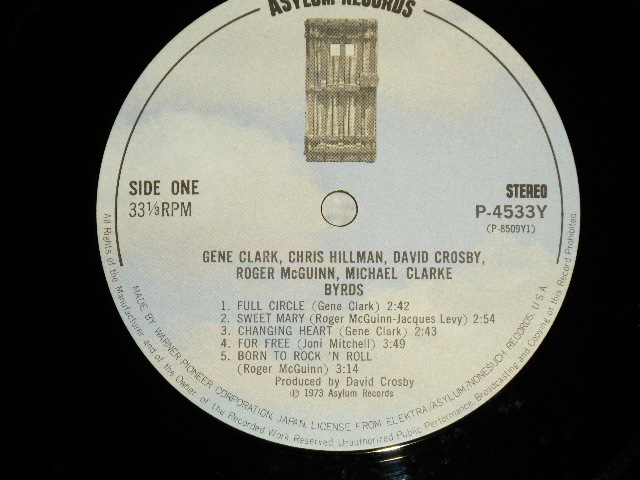 ASYLUM RECORDS
SIDE ONE
33⅓RPM
STEREO
P-4533Y
(P-8509Y1)
GENE CLARK, CHRIS HILLMAN, DAVID CROSBY,
ROGER McGUINN, MICHAEL CLARKE
BYRDS
1. FULL CIRCLE (Gene Clark) 2:42
2. SWEET MARY (Roger McGuinn-Jacques Levy) 2:54
3. CHANGING HEART (Gene Clark) 2:43
4. FOR FREE (Joni Mitchell) 3:49
5. BORN TO ROCK 'N ROLL
(Roger McGuinn) 3:14
Produced by David Crosby
℗ 1973 Asylum Records
MADE BY WARNER-PIONEER CORPORATION, JAPAN, LICENSE FROM ELEKTRA/ASYLUM/NONESUCH RECORDS, U.S.A.
All Rights of the Manufacturer and of the Owner of the Recorded Work Reserved. Unauthorized Public Performance, Broadcasting and Copying of this Record Prohibited.